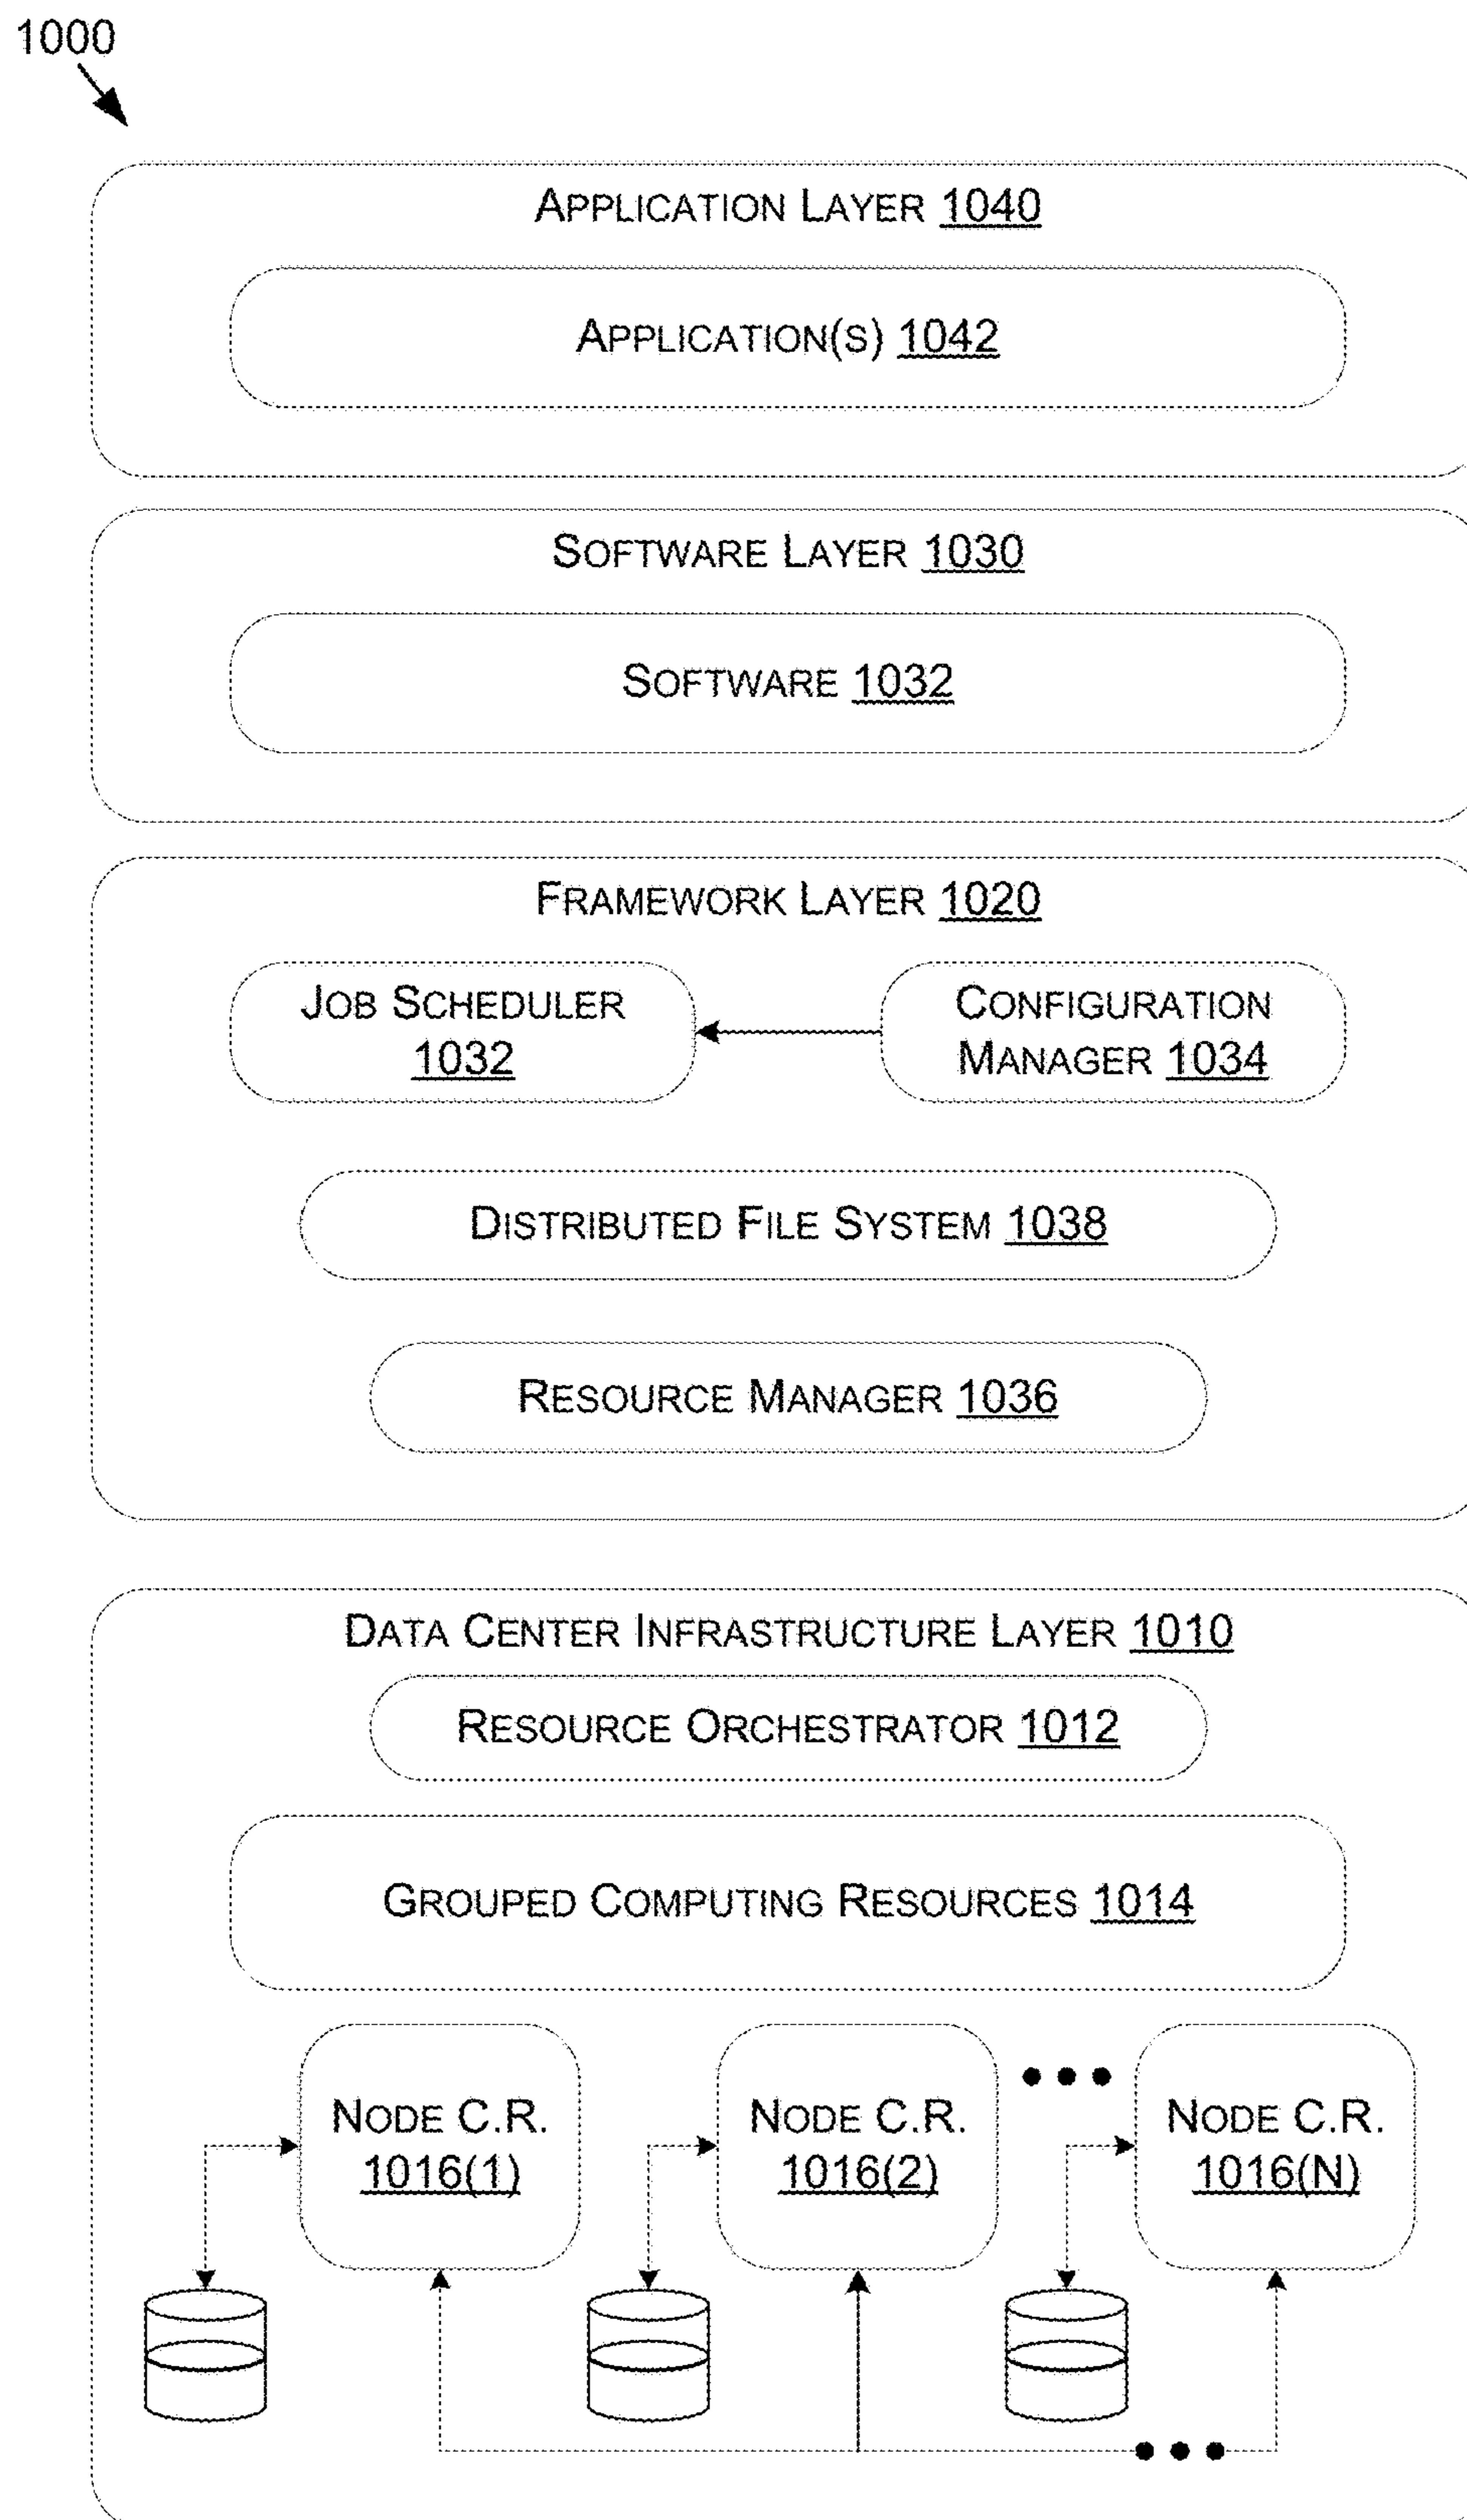 1000
APPLICATION LAYER 1040
APPLICATION(S) 1042
SOFTWARE LAYER 1030
SOFTWARE 1032
FRAMEWORK LAYER 1020
JOB SCHEDULER
1032
CONFIGURATION
MANAGER 1034
DISTRIBUTED FILE SYSTEM 1038
RESOURCE MANAGER 1036
DATA CENTER INFRASTRUCTURE LAYER 1010
RESOURCE ORCHESTRATOR 1012
GROUPED COMPUTING RESOURCES 1014
NODE C.R.
1016(1)
NODE C.R.
1016(2)
NODE C.R.
1016(N)